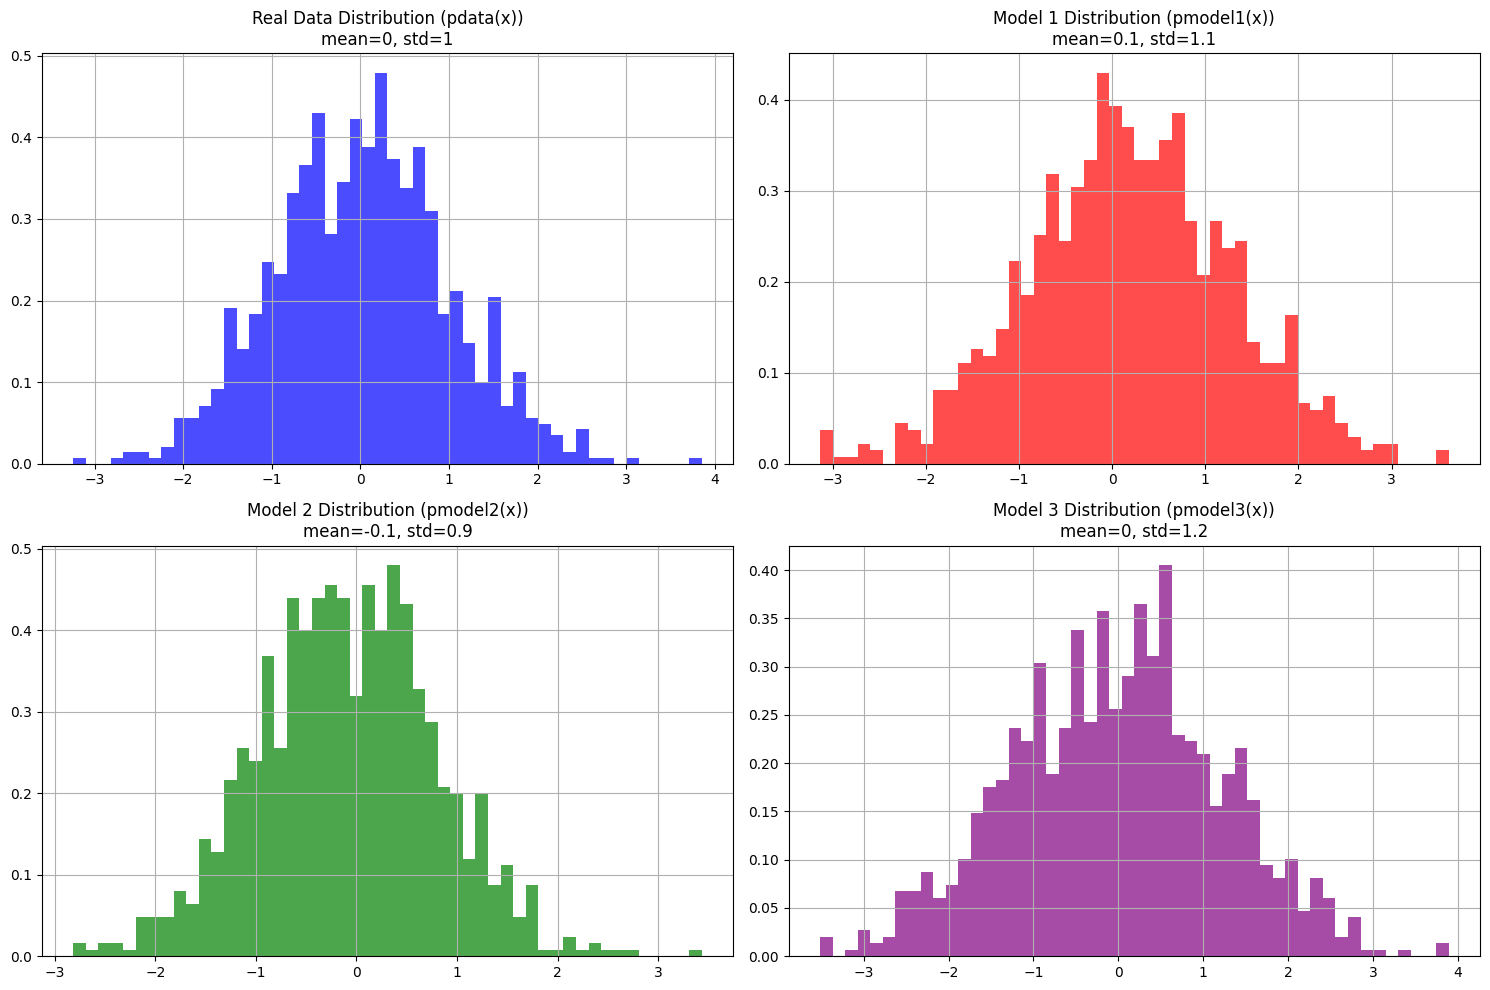 Real Data Distribution (pdata(x))
mean=0, std=1
0.5
0.4
0.3
0.2
0.1
0.0
−3 −2 −1 0 1 2 3 4
Model 1 Distribution (pmodel1(x))
mean=0.1, std=1.1
0.4
0.3
0.2
0.1
0.0
−3 −2 −1 0 1 2 3
Model 2 Distribution (pmodel2(x))
mean=-0.1, std=0.9
0.5
0.4
0.3
0.2
0.1
0.0
−3 −2 −1 0 1 2 3
Model 3 Distribution (pmodel3(x))
mean=0, std=1.2
0.40
0.35
0.30
0.25
0.20
0.15
0.10
0.05
0.00
−3 −2 −1 0 1 2 3 4